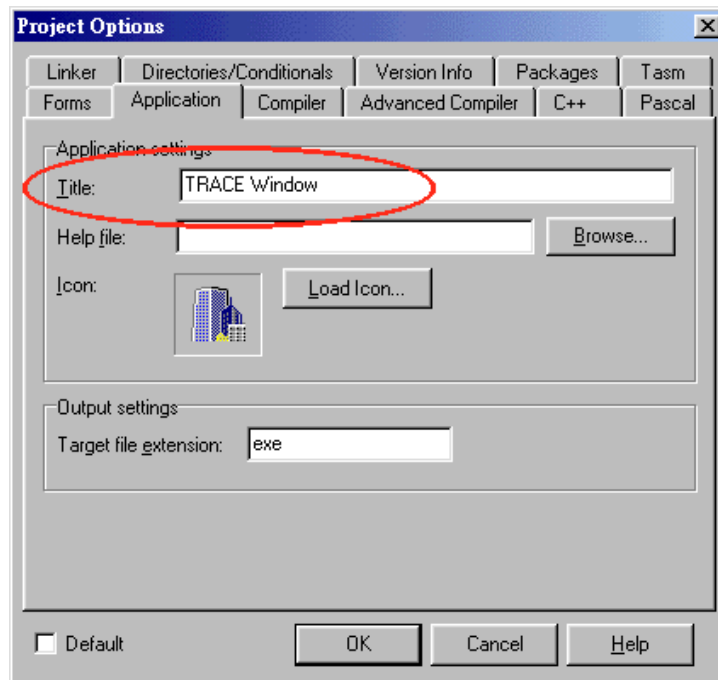 Project Options
Linker Directories/Conditionals Version Info Packages Tasm
Forms Application Compiler Advanced Compiler C++ Pascal
Application settings
Title: TRACE Window
Help file: Browse...
Icon: Load Icon...
Output settings
Target file extension: exe
Default OK Cancel Help